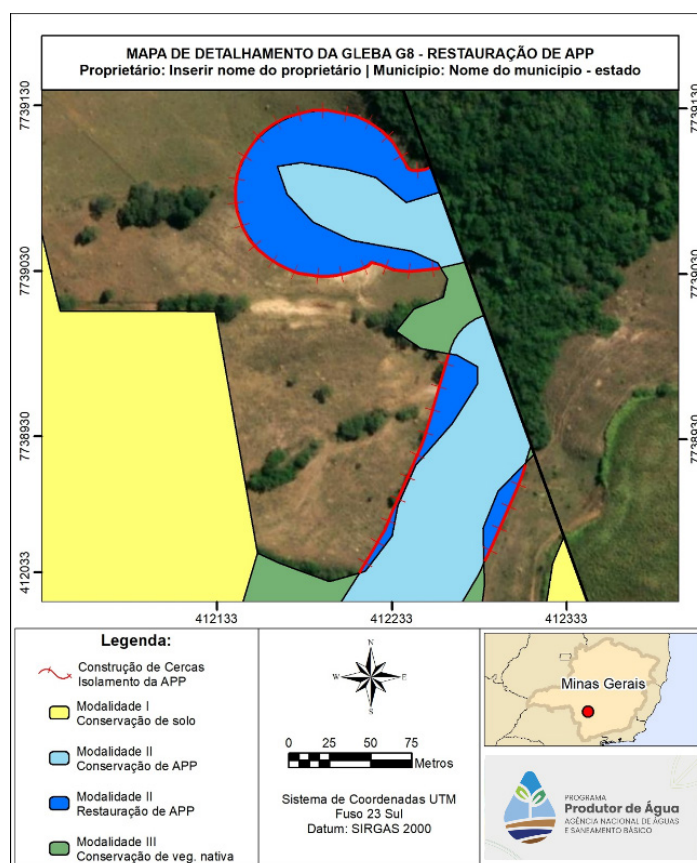 MAPA DE DETALHAMENTO DA GLEBA G8 - RESTAURAÇÃO DE APP
Proprietário: Inserir nome do proprietário | Município: Nome do município - estado
7739130
7739130
7739030
7739030
7738930
7738930
412033
412133
412233
412333
Legenda:
Construção de Cercas
Isolamento da APP
Modalidade I
Conservação de solo
Modalidade II
Conservação de APP
Modalidade II
Restauração de APP
Modalidade III
Conservação de veg. nativa
N
W
E
S
0 25 50 75
Metros
Sistema de Coordenadas UTM
Fuso 23 Sul
Datum: SIRGAS 2000
Minas Gerais
PROGRAMA
Produtor de Água
AGÊNCIA NACIONAL DE ÁGUAS
E SANEAMENTO BÁSICO